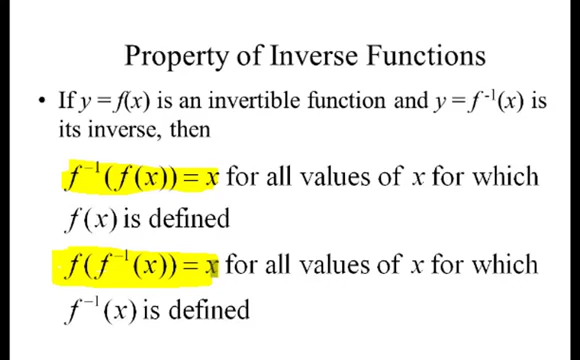 Property of Inverse Functions
• If y = f(x) is an invertible function and y = f⁻¹(x) is
its inverse, then
f⁻¹(f(x)) = x for all values of x for which
f(x) is defined
f(f⁻¹(x)) = x for all values of x for which
f⁻¹(x) is defined